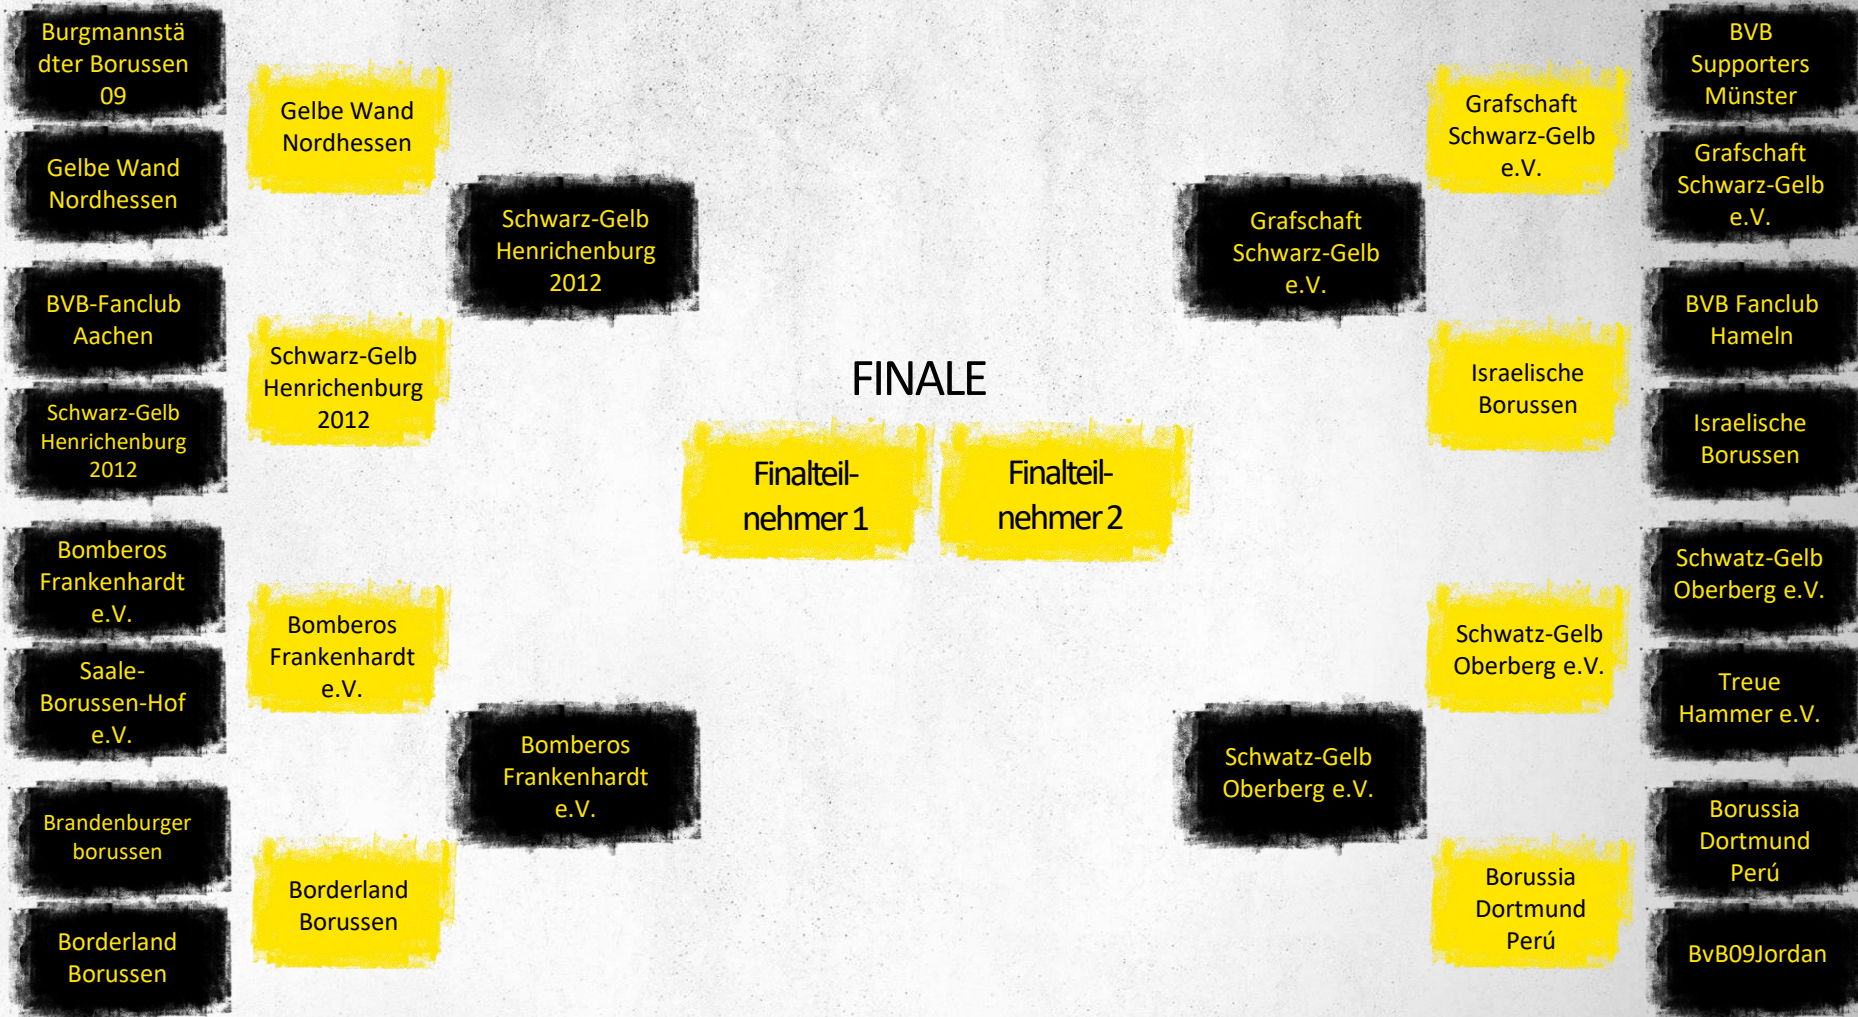 Burgmannstä
dter Borussen
09
Gelbe Wand
Nordhessen
BVB-Fanclub
Aachen
Schwarz-Gelb
Henrichenburg
2012
Bomberos
Frankenhardt
e.V.
Saale-
Borussen-Hof
e.V.
Brandenburger
borussen
Borderland
Borussen
Gelbe Wand
Nordhessen
Schwarz-Gelb
Henrichenburg
2012
Bomberos
Frankenhardt
e.V.
Borderland
Borussen
Schwarz-Gelb
Henrichenburg
2012
Bomberos
Frankenhardt
e.V.
FINALE
Finalteil-
nehmer 1
Finalteil-
nehmer 2
Grafschaft
Schwarz-Gelb
e.V.
Schwatz-Gelb
Oberberg e.V.
Grafschaft
Schwarz-Gelb
e.V.
Israelische
Borussen
Schwatz-Gelb
Oberberg e.V.
Borussia
Dortmund
Perú
BVB
Supporters
Münster
Grafschaft
Schwarz-Gelb
e.V.
BVB Fanclub
Hameln
Israelische
Borussen
Schwatz-Gelb
Oberberg e.V.
Treue
Hammer e.V.
Borussia
Dortmund
Perú
BvB09Jordan